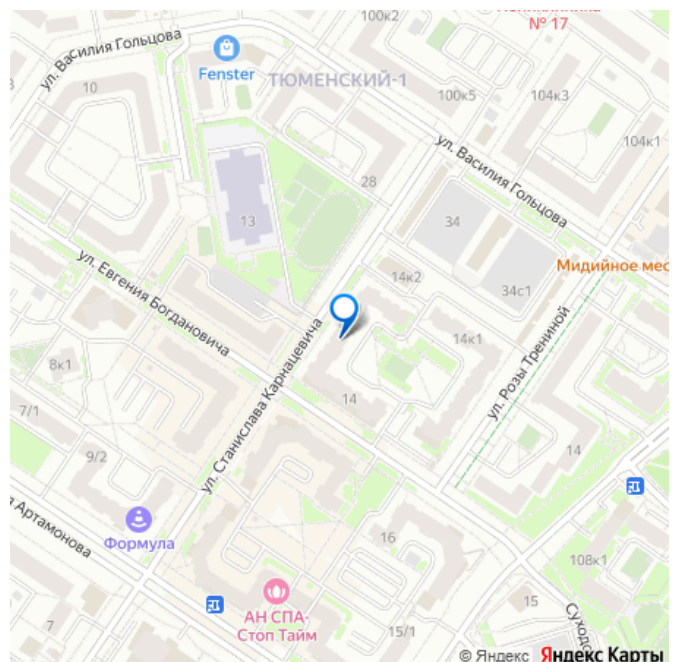 100к2
№ 17
ул. Василия Гольцова
Fenster
ТЮМЕНСКИЙ-1
10
100к5
104к3
104к1
ул. Василия Гольцова
28
13
34
Мидийное мес
ул. Евгения Богдановича
14к2
34с1
ул. Станислава Карнацевича
14к1
ул. Розы Трениной
8к1
14
7/1
9/2
14
Артамонова
Формула
16
108к1
АН СПА-
Стоп Тайм
15
7
15/1
© Яндекс Яндекс Карты